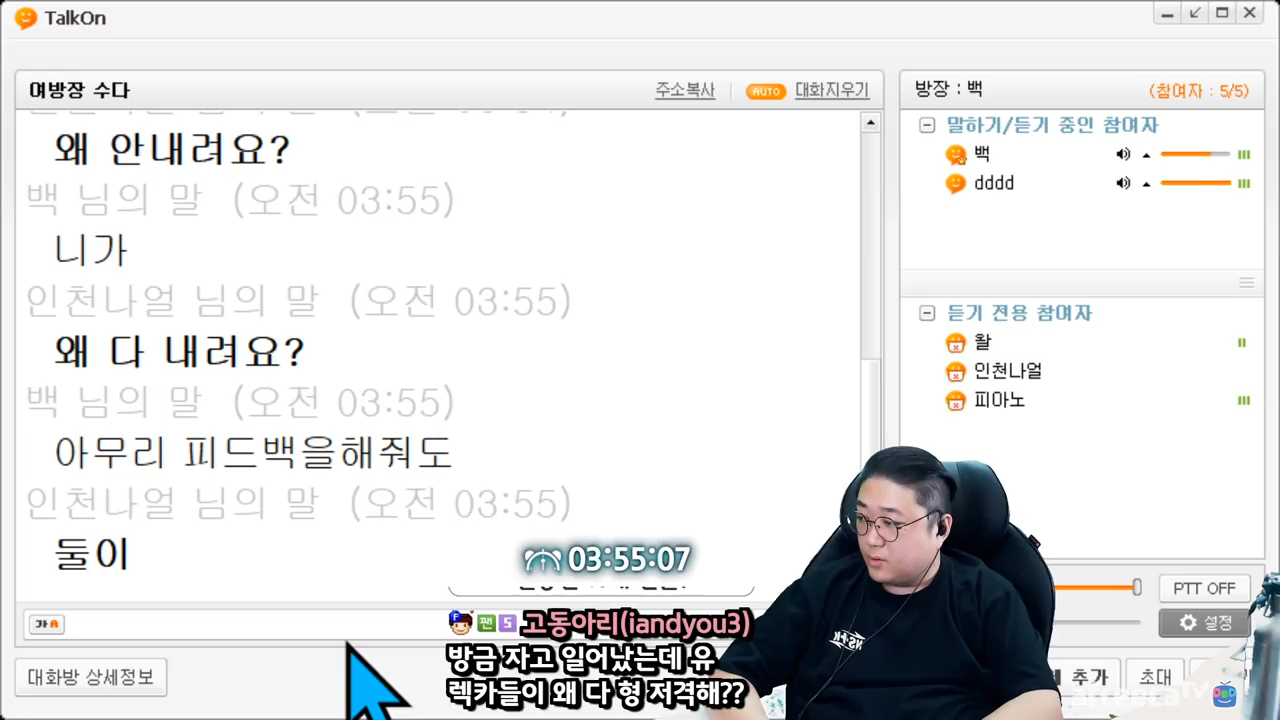 TalkOn
여방장 수다
주소복사
AUTO
대화지우기
왜 안내려요?
백 님의 말 (오전 03:55)
니가
인천나얼 님의 말 (오전 03:55)
왜 다 내려요?
백 님의 말 (오전 03:55)
아무리 피드백을해줘도
인천나얼 님의 말 (오전 03:55)
둘이
가A
대화방 상세정보
방장 : 백
(참여자 : 5/5)
말하기/듣기 중인 참여자
백
dddd
듣기 전용 참여자
왈
인천나얼
피아노
PTT OFF
설정
추가
초대
03:55:07
F 팬 5 고동아리(iandyou3)
방금 자고 일어났는데 유
렉카들이 왜 다 형 저격해??